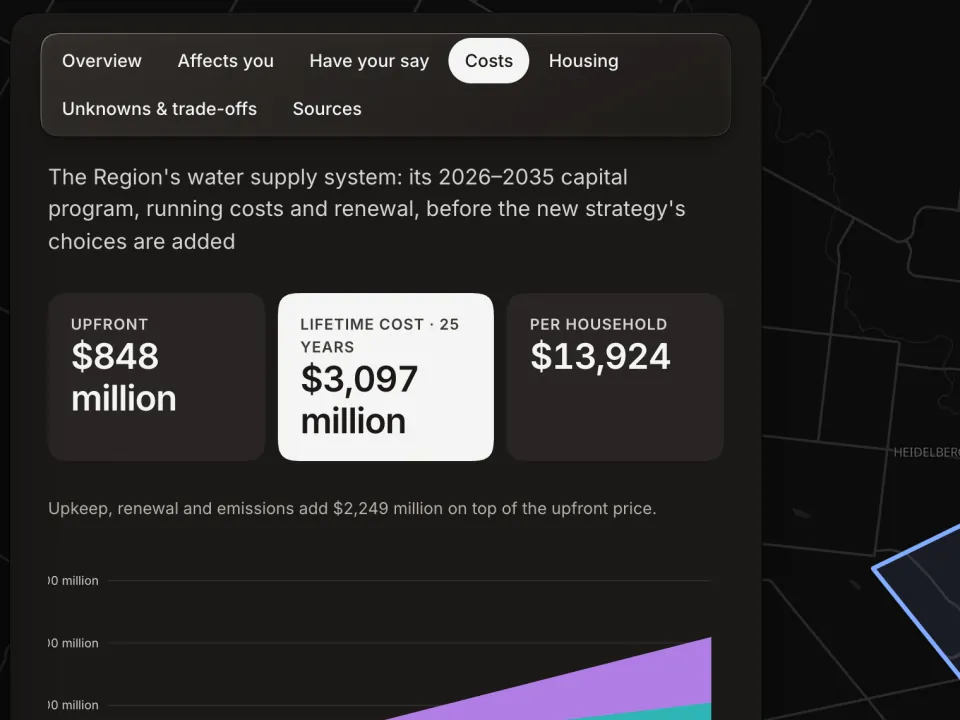 Overview Affects you Have your say Costs Housing
Unknowns & trade-offs Sources
The Region's water supply system: its 2026–2035 capital
program, running costs and renewal, before the new strategy's
choices are added
UPFRONT
$848
million
LIFETIME COST · 25
YEARS
$3,097
million
PER HOUSEHOLD
$13,924
Upkeep, renewal and emissions add $2,249 million on top of the upfront price.
million
million
million